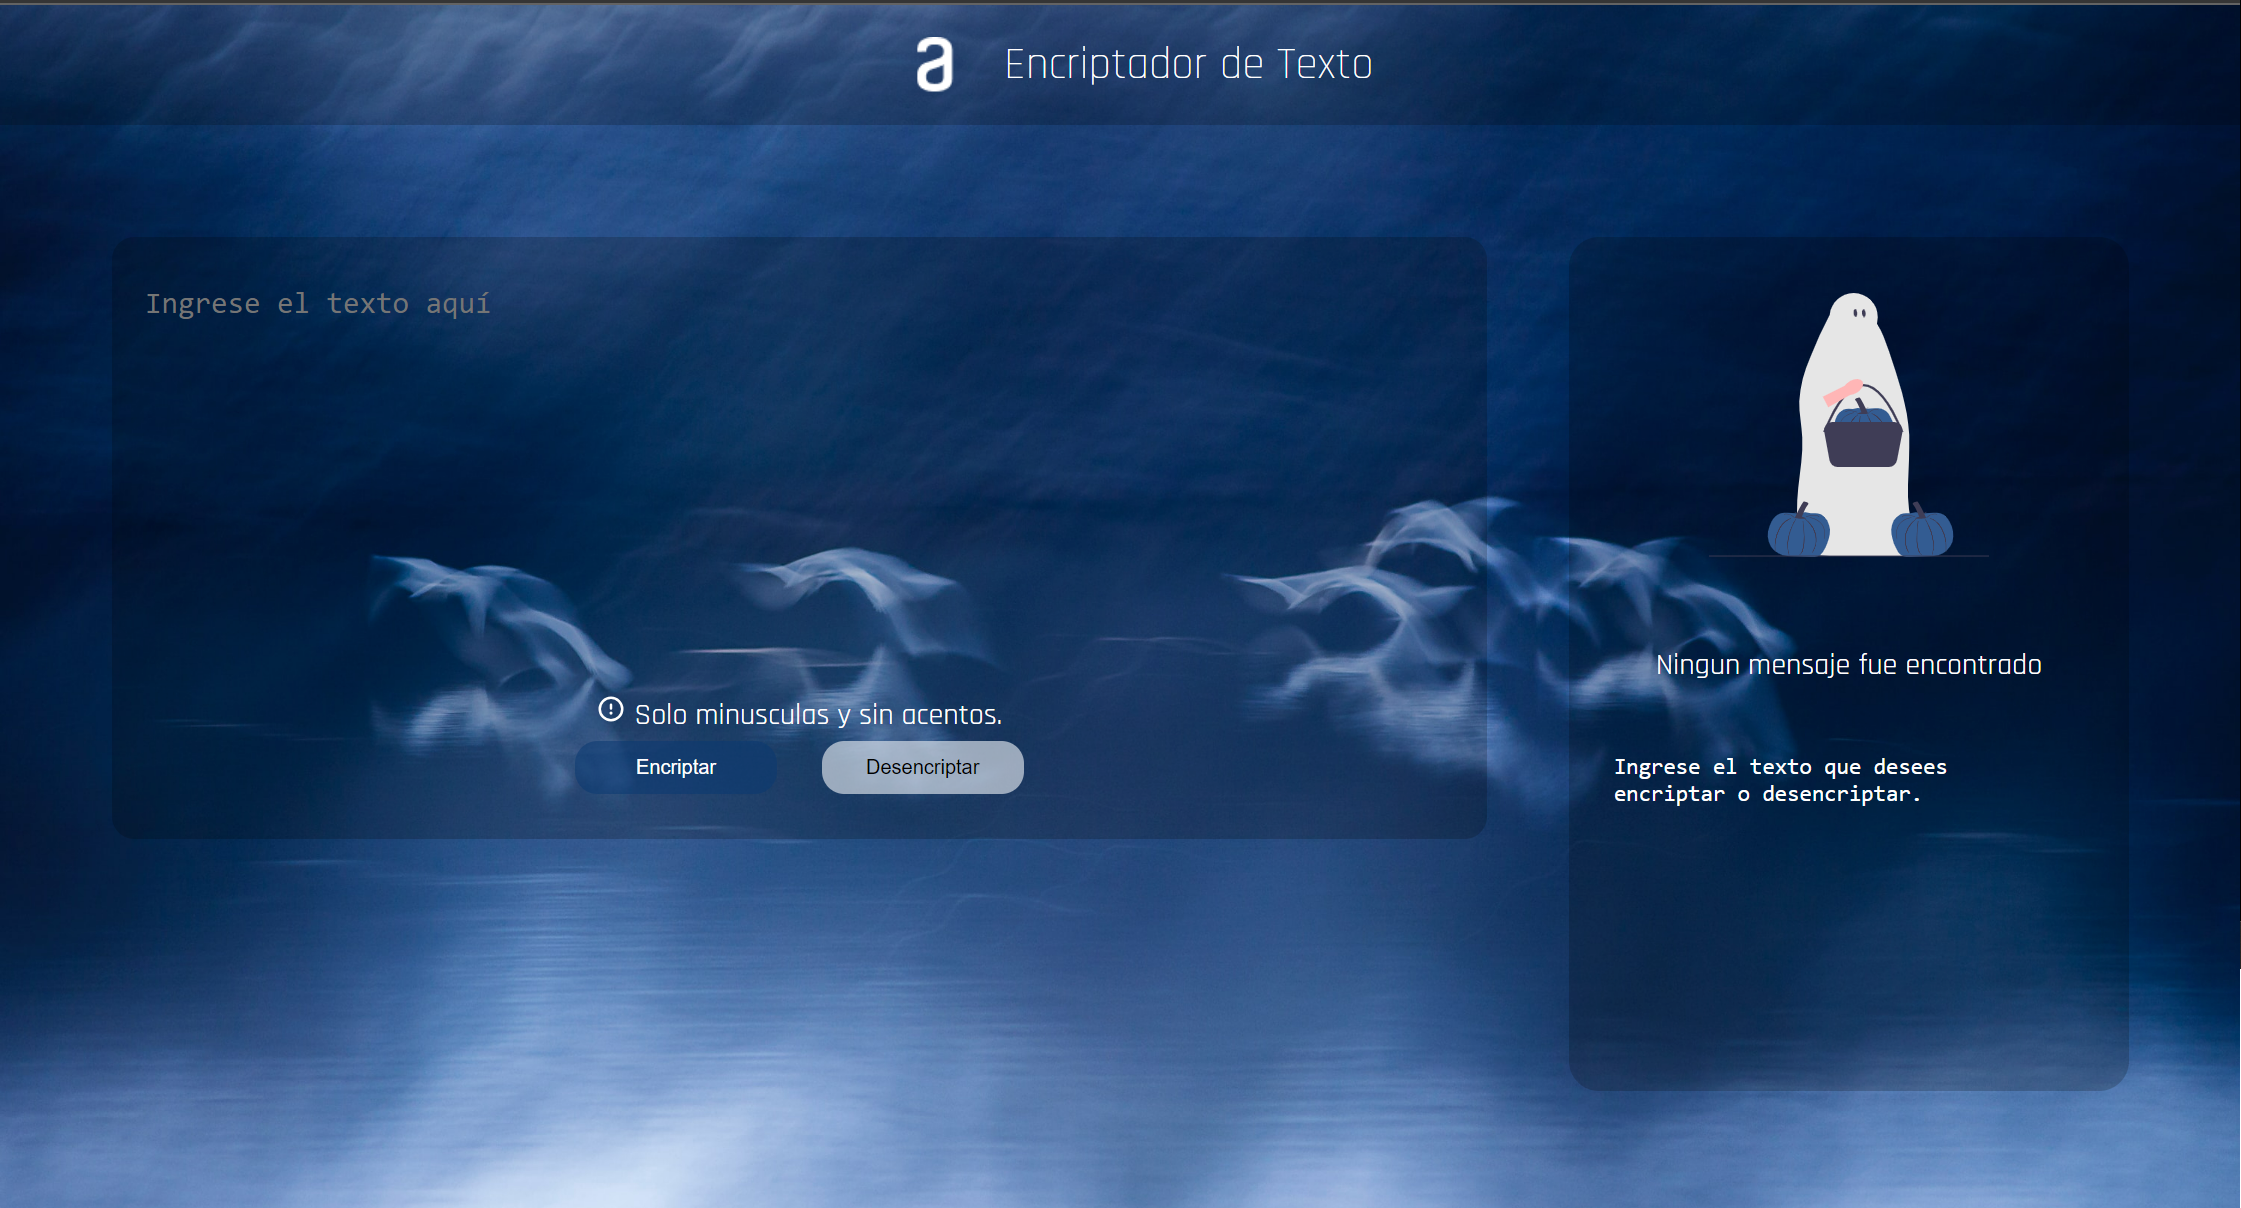 a Encriptador de Texto
Ingrese el texto aquí
Solo minusculas y sin acentos.
Encriptar
Desencriptar
Ningun mensaje fue encontrado
Ingrese el texto que desees
encriptar o desencriptar.